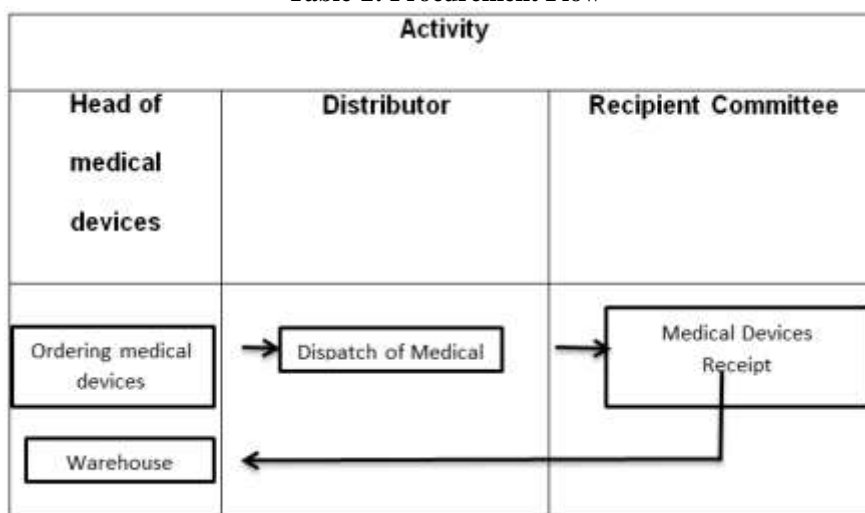 Activity
Head of
medical
devices
Distributor
Recipient Committee
Ordering medical
devices
Dispatch of Medical
Medical Devices
Receipt
Warehouse